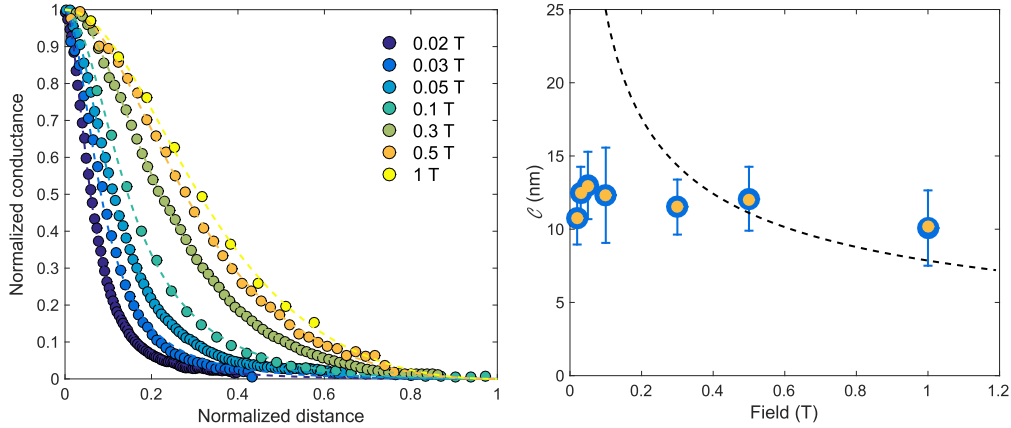 1
0.9
0.8
0.7
0.6
0.5
0.4
0.3
0.2
0.1
0
0 0.2 0.4 0.6 0.8 1
Normalized conductance
Normalized distance
0.02 T
0.03 T
0.05 T
0.1 T
0.3 T
0.5 T
1 T
25
20
15
10
5
0
0 0.2 0.4 0.6 0.8 1 1.2
𝒞 (nm)
Field (T)